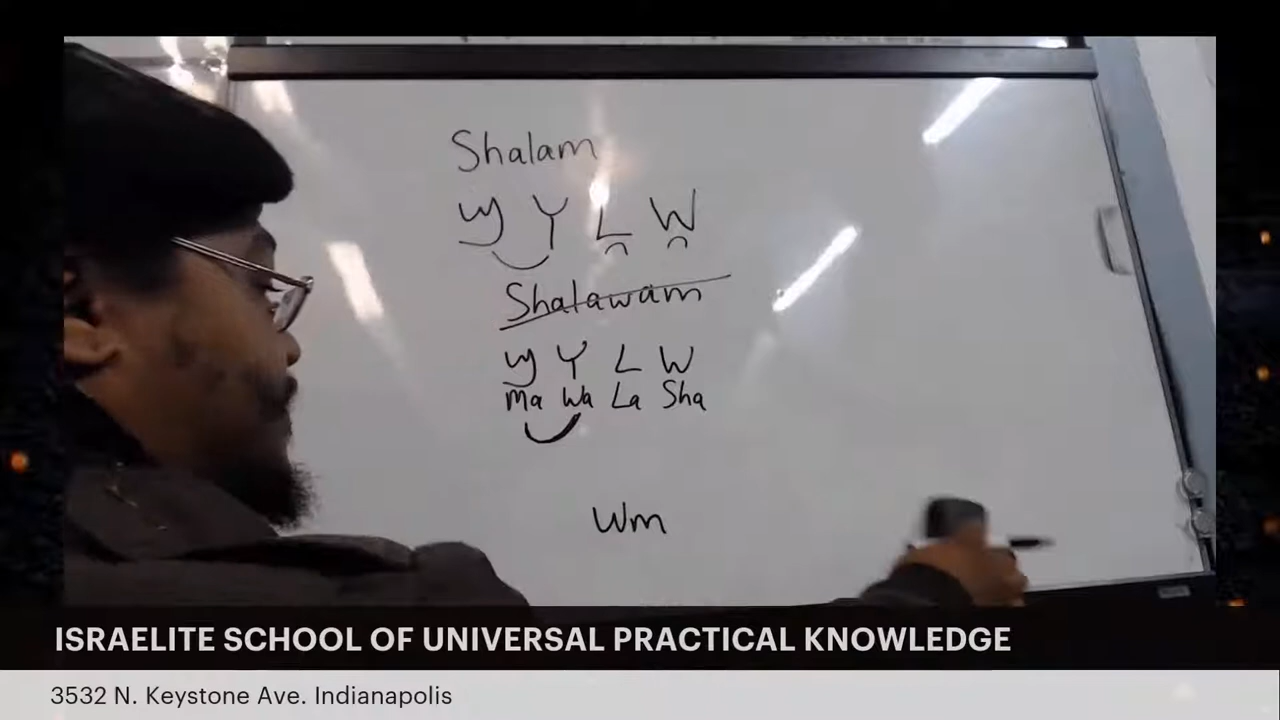 Shalam
𐤔 𐤋 𐤅 𐤌
Shalawam
𐤔 𐤋 𐤅 𐤌
Ma Wa La Sha
Wm
ISRAELITE SCHOOL OF UNIVERSAL PRACTICAL KNOWLEDGE
3532 N. Keystone Ave. Indianapolis